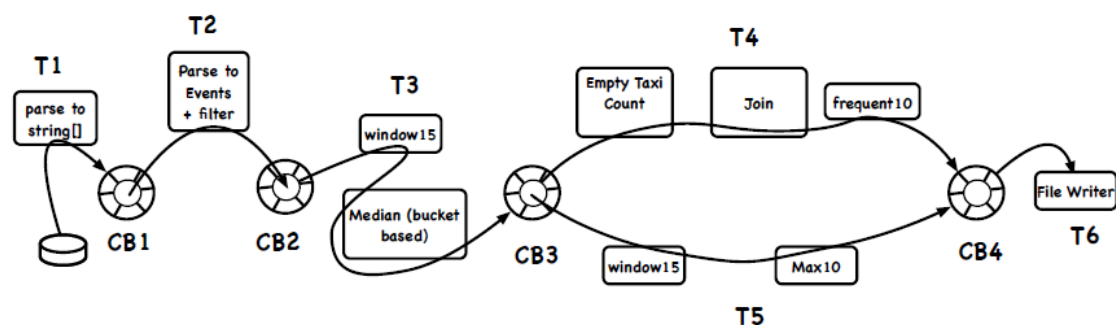 T1
parse to
string[]
CB1
T2
Parse to
Events
+ filter
CB2
T3
window15
Median (bucket
based)
CB3
T4
Empty Taxi
Count
Join
frequent10
window15
Max10
T5
CB4
File Writer
T6